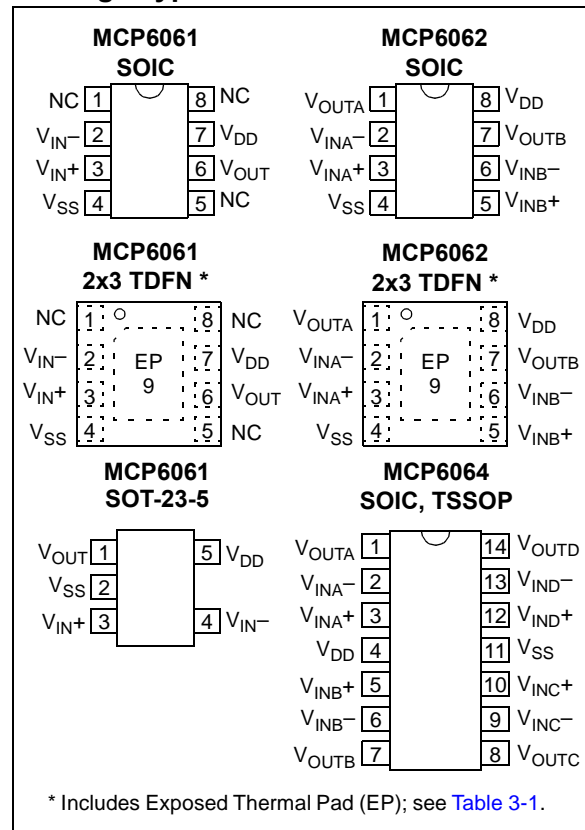 MCP6061
SOIC
NC 1 8 NC
VIN– 2 7 VDD
VIN+ 3 6 VOUT
VSS 4 5 NC
MCP6062
SOIC
VOUTA 1 8 VDD
VINA– 2 7 VOUTB
VINA+ 3 6 VINB–
VSS 4 5 VINB+
MCP6061
2x3 TDFN *
NC 1 8 NC
VIN– 2 EP 7 VDD
VIN+ 3 9 6 VOUT
VSS 4 5 NC
MCP6062
2x3 TDFN *
VOUTA 1 8 VDD
VINA– 2 EP 7 VOUTB
VINA+ 3 9 6 VINB–
VSS 4 5 VINB+
MCP6061
SOT-23-5
VOUT 1 5 VDD
VSS 2
VIN+ 3 4 VIN–
MCP6064
SOIC, TSSOP
VOUTA 1 14 VOUTD
VINA– 2 13 VIND–
VINA+ 3 12 VIND+
VDD 4 11 VSS
VINB+ 5 10 VINC+
VINB– 6 9 VINC–
VOUTB 7 8 VOUTC
* Includes Exposed Thermal Pad (EP); see Table 3-1.